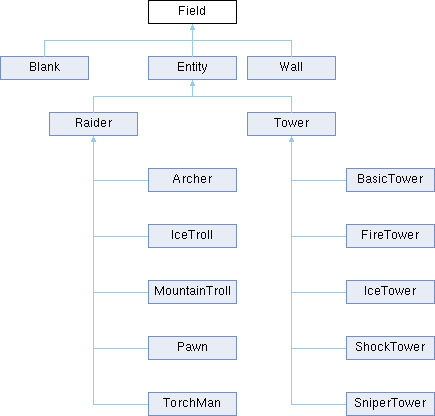 Field
Blank
Entity
Wall
Raider
Tower
Archer
BasicTower
IceTroll
FireTower
MountainTroll
IceTower
Pawn
ShockTower
TorchMan
SniperTower